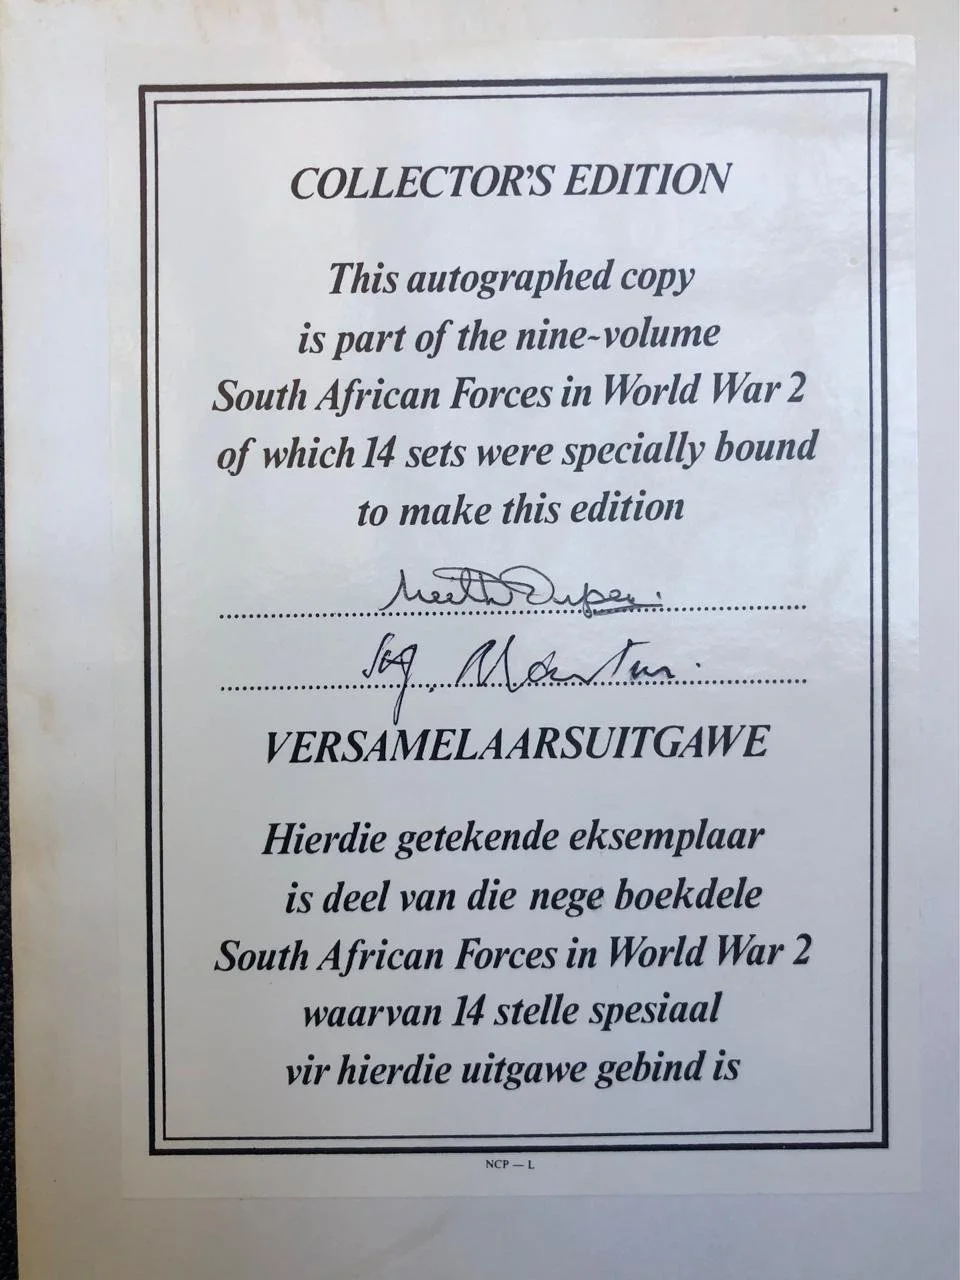 COLLECTOR'S EDITION
This autographed copy
is part of the nine-volume
South African Forces in World War 2
of which 14 sets were specially bound
to make this edition
VERSAMELAARSUITGAWE
Hierdie getekende eksemplaar
is deel van die nege boekdele
South African Forces in World War 2
waarvan 14 stelle spesiaal
vir hierdie uitgawe gebind is
NCP — L